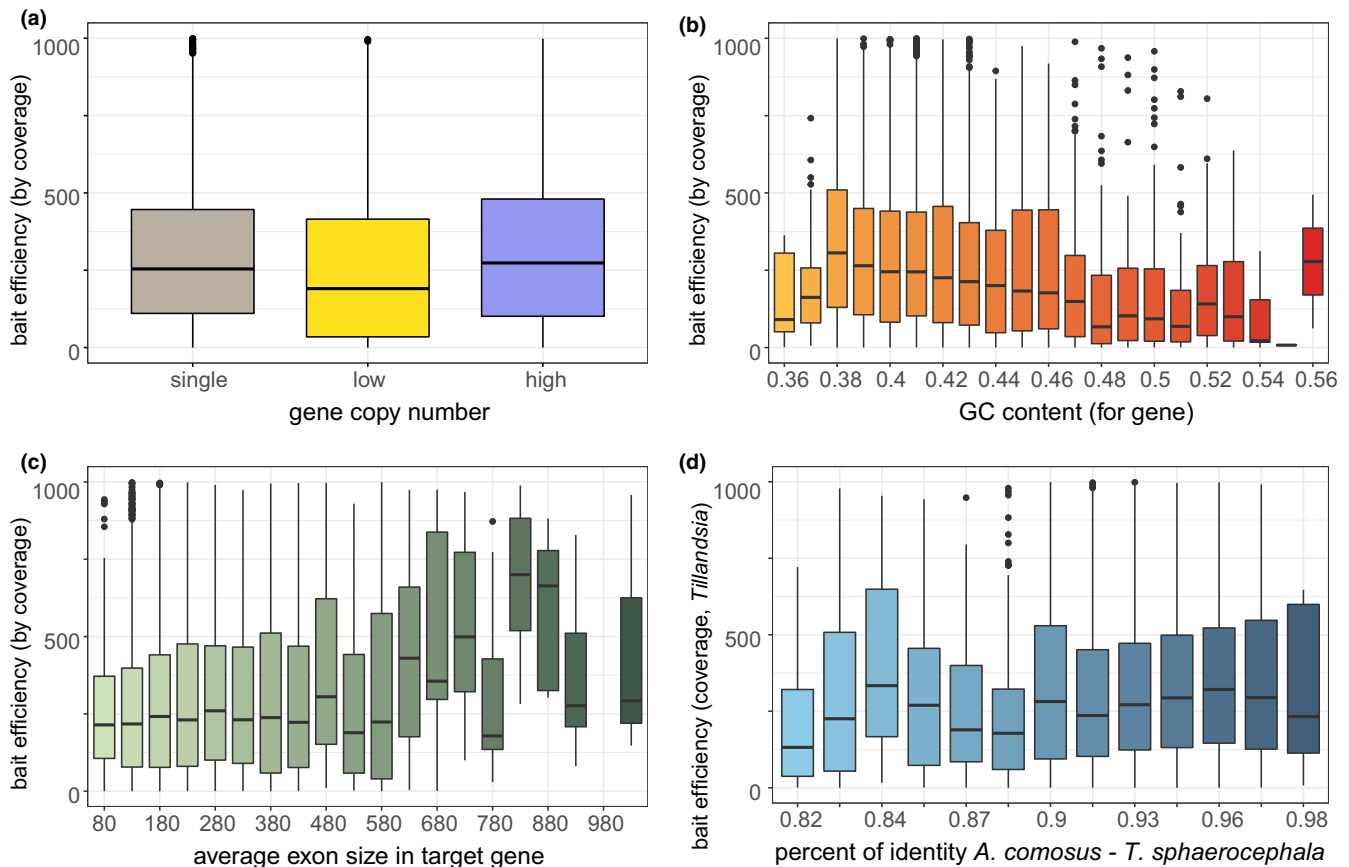 (a)
bait efficiency (by coverage)
1000
500
0
single low high
gene copy number
(b)
bait efficiency (by coverage)
1000
500
0
0.36 0.38 0.4 0.42 0.44 0.46 0.48 0.5 0.52 0.54 0.56
GC content (for gene)
(c)
bait efficiency (by coverage)
1000
500
0
80 180 280 380 480 580 680 780 880 980
average exon size in target gene
(d)
bait efficiency (coverage, Tillandsia)
1000
500
0
0.82 0.84 0.87 0.9 0.93 0.96 0.98
percent of identity A. comosus - T. sphaerocephala